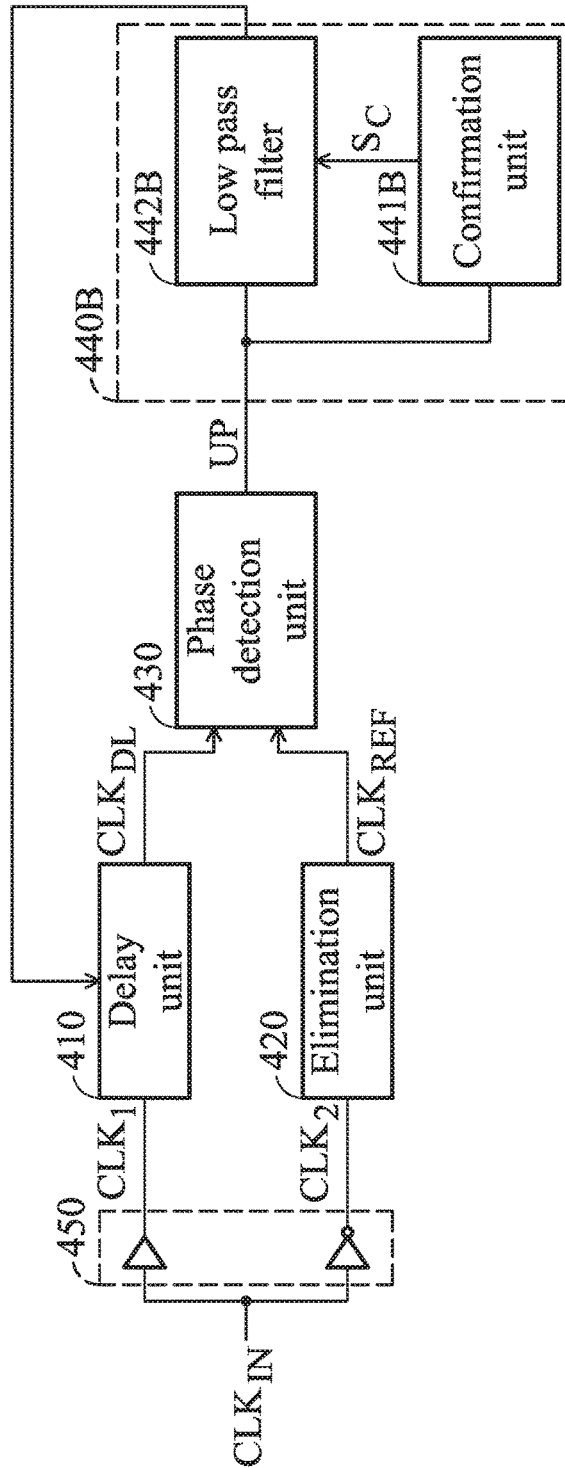 CLK_IN
450
CLK_1
CLK_2
410
Delay
unit
420
Elimination
unit
CLK_DL
CLK_REF
430
Phase
detection
unit
UP
440B
442B
Low pass
filter
S_C
441B
Confirmation
unit